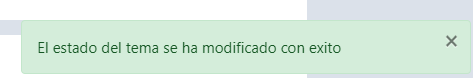 El estado del tema se ha modificado con exito ×